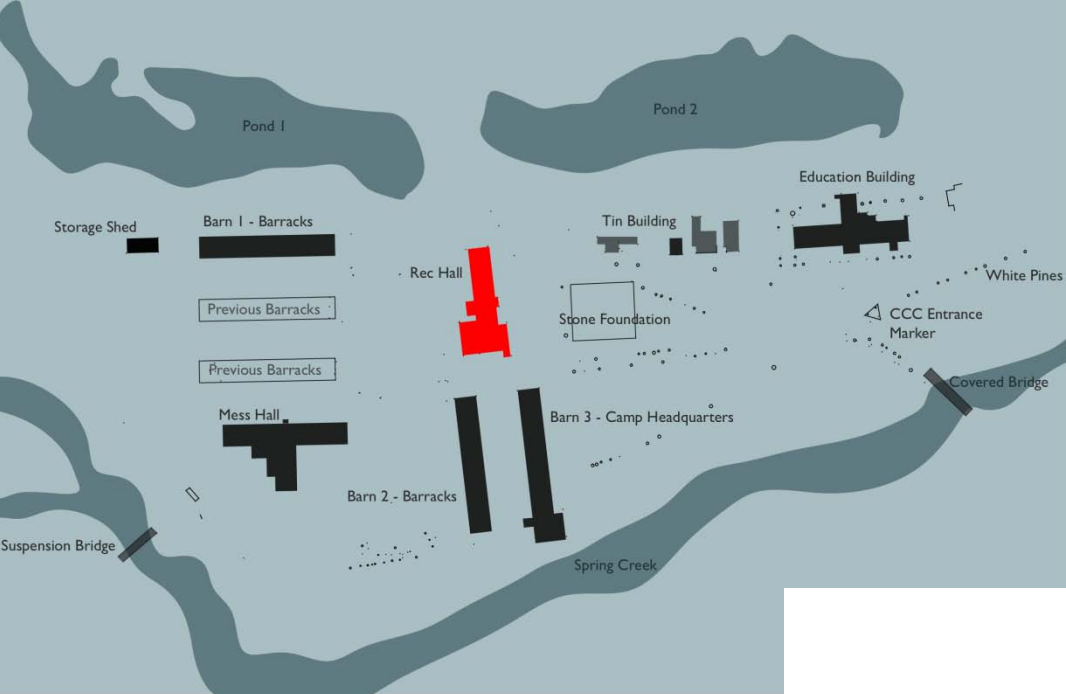 Pond 1
Pond 2
Education Building
Storage Shed
Barn 1 - Barracks
Tin Building
Rec Hall
White Pines
Previous Barracks
CCC Entrance
Marker
Stone Foundation
Previous Barracks
Covered Bridge
Mess Hall
Barn 3 - Camp Headquarters
Barn 2 - Barracks
Suspension Bridge
Spring Creek